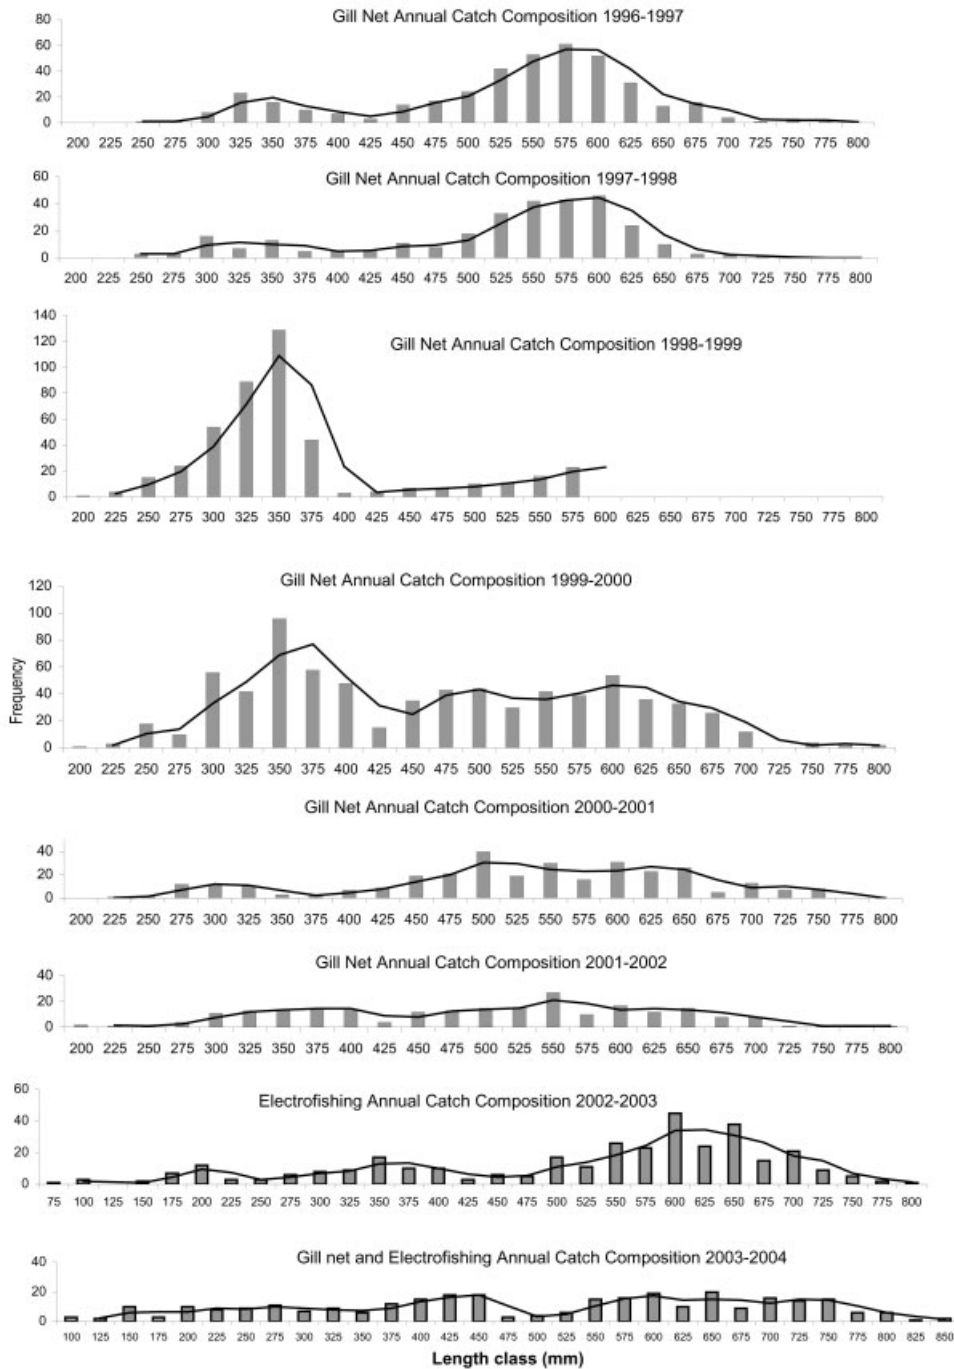 Gill Net Annual Catch Composition 1996-1997
80
60
40
20
0
200 225 250 275 300 325 350 375 400 425 450 475 500 525 550 575 600 625 650 675 700 725 750 775 800
Gill Net Annual Catch Composition 1997-1998
60
40
20
0
200 225 250 275 300 325 350 375 400 425 450 475 500 525 550 575 600 625 650 675 700 725 750 775 800
Gill Net Annual Catch Composition 1998-1999
140
120
100
80
60
40
20
0
200 225 250 275 300 325 350 375 400 425 450 475 500 525 550 575 600 625 650 675 700 725 750 775 800
Gill Net Annual Catch Composition 1999-2000
120
100
80
60
40
20
0
Frequency
200 225 250 275 300 325 350 375 400 425 450 475 500 525 550 575 600 625 650 675 700 725 750 775 800
Gill Net Annual Catch Composition 2000-2001
40
20
0
200 225 250 275 300 325 350 375 400 425 450 475 500 525 550 575 600 625 650 675 700 725 750 775 800
Gill Net Annual Catch Composition 2001-2002
40
20
0
200 225 250 275 300 325 350 375 400 425 450 475 500 525 550 575 600 625 650 675 700 725 750 775 800
Electrofishing Annual Catch Composition 2002-2003
60
40
20
0
75 100 125 150 175 200 225 250 275 300 325 350 375 400 425 450 475 500 525 550 575 600 625 650 675 700 725 750 775 800
Gill net and Electrofishing Annual Catch Composition 2003-2004
40
20
0
100 125 150 175 200 225 250 275 300 325 350 375 400 425 450 475 500 525 550 575 600 625 650 675 700 725 750 775 800 825 850
Length class (mm)